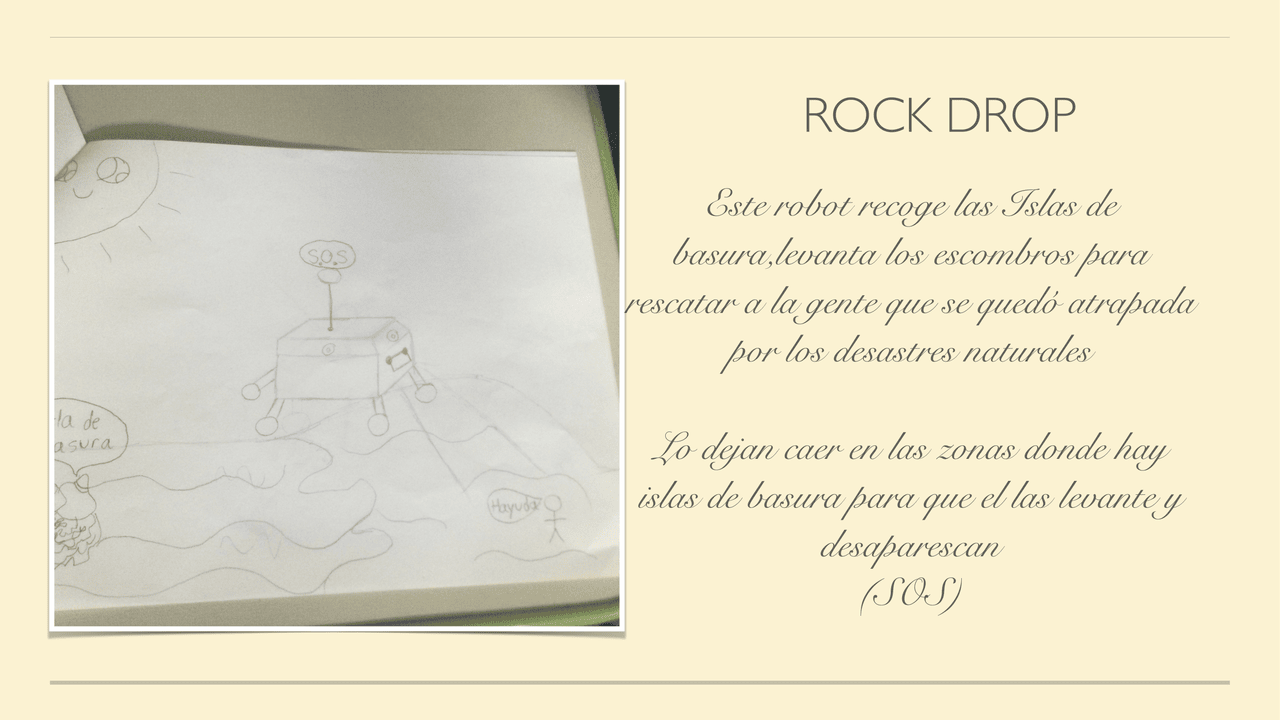 ROCK DROP
Este robot recoge las Islas de
basura,levanta los escombros para
rescatar a la gente que se quedó atrapada
por los desastres naturales
Lo dejan caer en las zonas donde hay
islas de basura para que el las levante y
desaparescan
(SOS)
S.O.S
la de
asura
Hayuda